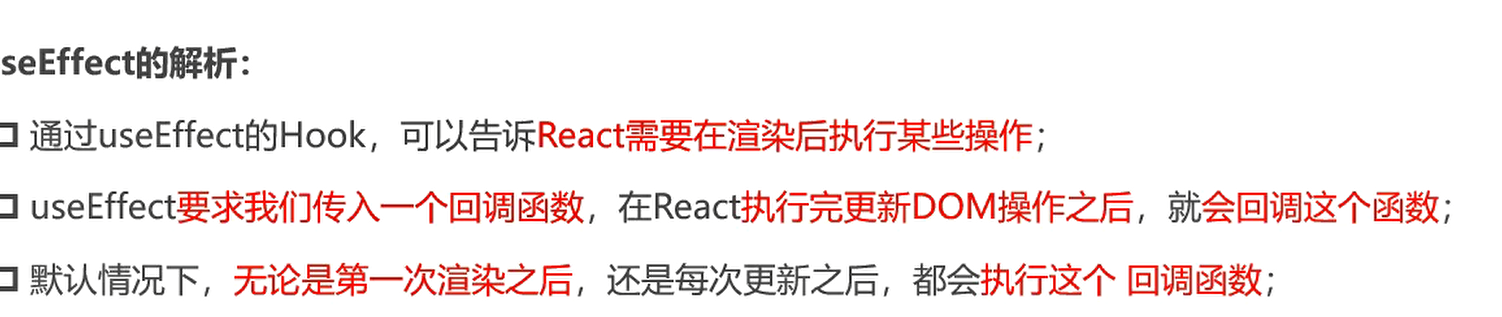 seEffect的解析：
通过useEffect的Hook，可以告诉React需要在渲染后执行某些操作；
useEffect要求我们传入一个回调函数，在React执行完更新DOM操作之后，就会回调这个函数；
默认情况下，无论是第一次渲染之后，还是每次更新之后，都会执行这个 回调函数；